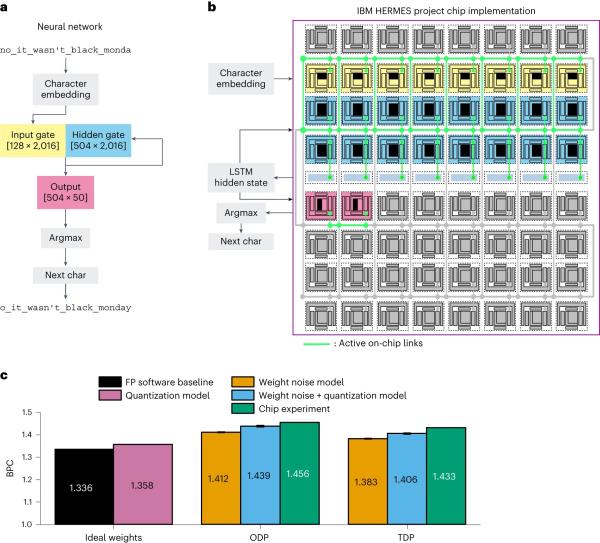 a
Neural network
no_it_wasn't_black_monda
Character
embedding
Input gate
[128 × 2,016]
Hidden gate
[504 × 2,016]
Output
[504 × 50]
Argmax
Next char
o_it_wasn't_black_monday
b
IBM HERMES project chip implementation
Character
embedding
LSTM
hidden state
Argmax
Next char
: Active on-chip links
c
FP software baseline
Quantization model
Weight noise model
Weight noise + quantization model
Chip experiment
BPC
1.5
1.4
1.3
1.2
1.1
1.0
1.336
1.358
1.412
1.439
1.456
1.383
1.406
1.433
Ideal weights
ODP
TDP